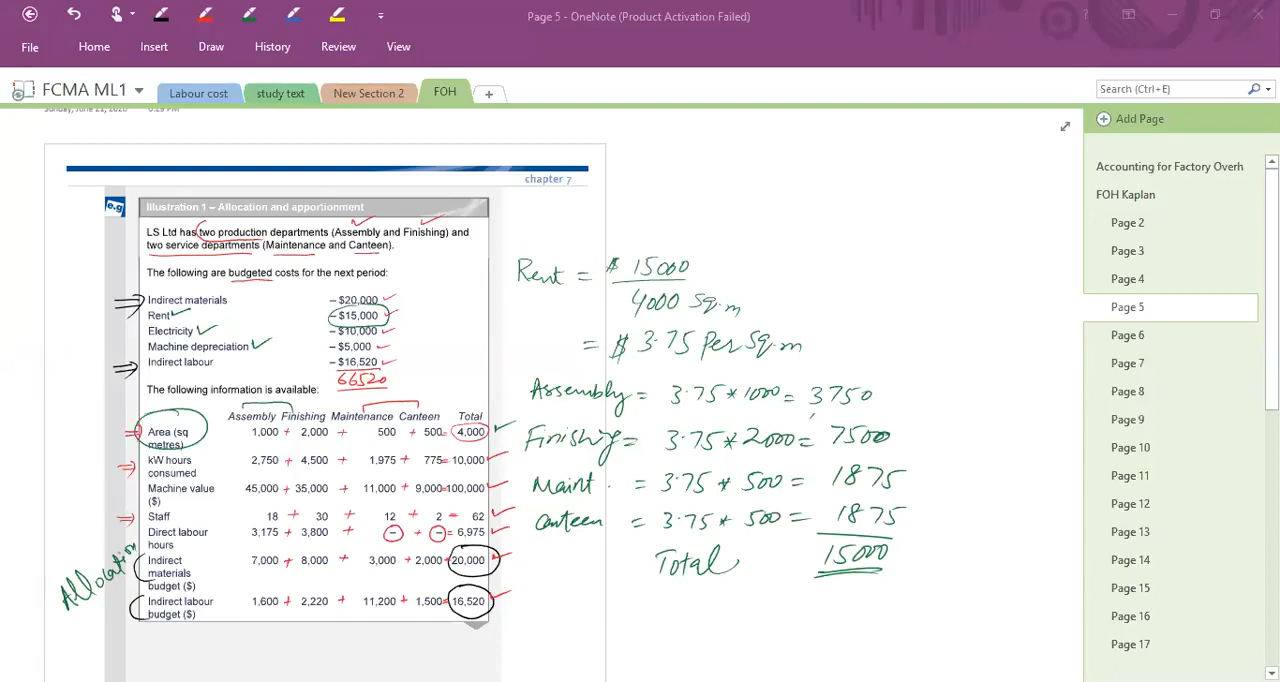 Page 5 - OneNote (Product Activation Failed)
File Home Insert Draw History Review View
FCMA ML1 Labour cost study text New Section 2 FOH +
Search (Ctrl+E)
Sunday, June 21, 2020 6:29 PM
Add Page
Accounting for Factory Overh
FOH Kaplan
Page 2
Page 3
Page 4
Page 5
Page 6
Page 7
Page 8
Page 9
Page 10
Page 11
Page 12
Page 13
Page 14
Page 15
Page 16
Page 17
chapter 7
e.g
Illustration 1 – Allocation and apportionment
LS Ltd has two production departments (Assembly and Finishing) and
two service departments (Maintenance and Canteen).
The following are budgeted costs for the next period:
Indirect materials – $20,000
Rent – $15,000
Electricity – $10,000
Machine depreciation – $5,000
Indirect labour – $16,520
66520
The following information is available:
Assembly Finishing Maintenance Canteen Total
Area (sq 1,000 + 2,000 + 500 + 500 = 4,000
metres)
kW hours 2,750 + 4,500 + 1,975 + 775 = 10,000
consumed
Machine value 45,000 + 35,000 + 11,000 + 9,000 = 100,000
($)
Staff 18 + 30 + 12 + 2 = 62
Direct labour 3,175 + 3,800 + – + – = 6,975
hours
Indirect 7,000 + 8,000 + 3,000 + 2,000 = 20,000
materials
budget ($)
Indirect labour 1,600 + 2,220 + 11,200 + 1,500 = 16,520
budget ($)
Allocation
Rent = $ 15000
4000 Sq.m
= $ 3.75 Per Sq.m
Assembly = 3.75 * 1000 = 3750
Finishing = 3.75 * 2000 = 7500
Maint. = 3.75 * 500 = 1875
Canteen = 3.75 * 500 = 1875
Total 15000